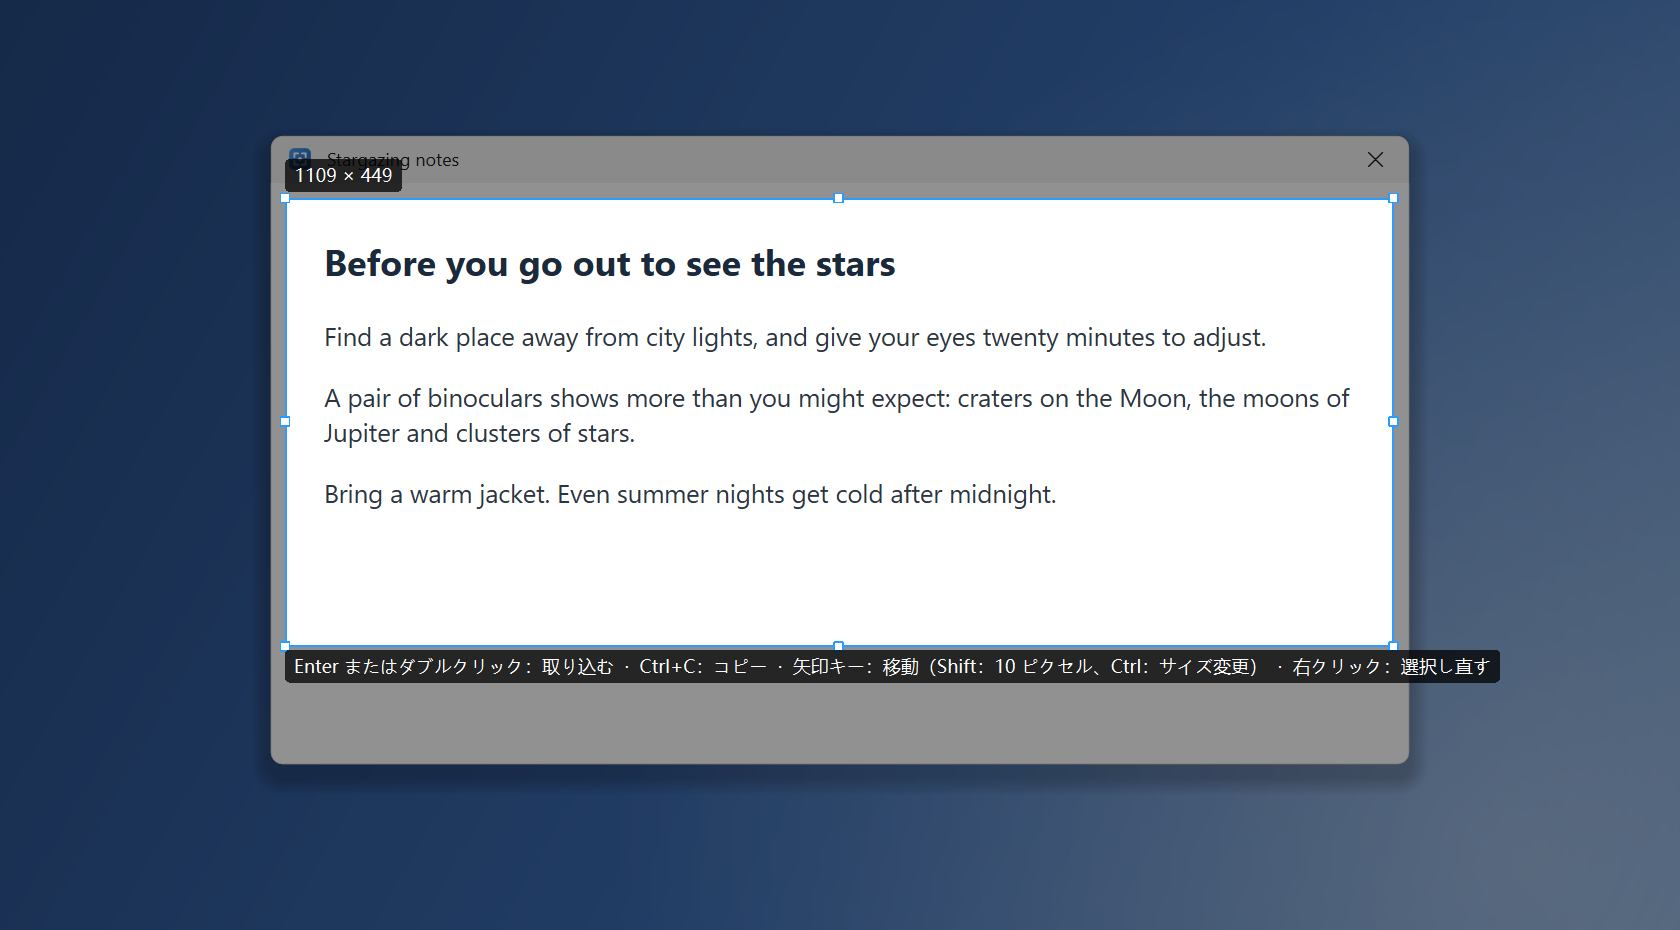 Stargazing notes
1109 × 449
Before you go out to see the stars
Find a dark place away from city lights, and give your eyes twenty minutes to adjust.
A pair of binoculars shows more than you might expect: craters on the Moon, the moons of
Jupiter and clusters of stars.
Bring a warm jacket. Even summer nights get cold after midnight.
Enter またはダブルクリック：取り込む · Ctrl+C：コピー · 矢印キー：移動（Shift：10 ピクセル、Ctrl：サイズ変更） · 右クリック：選択し直す